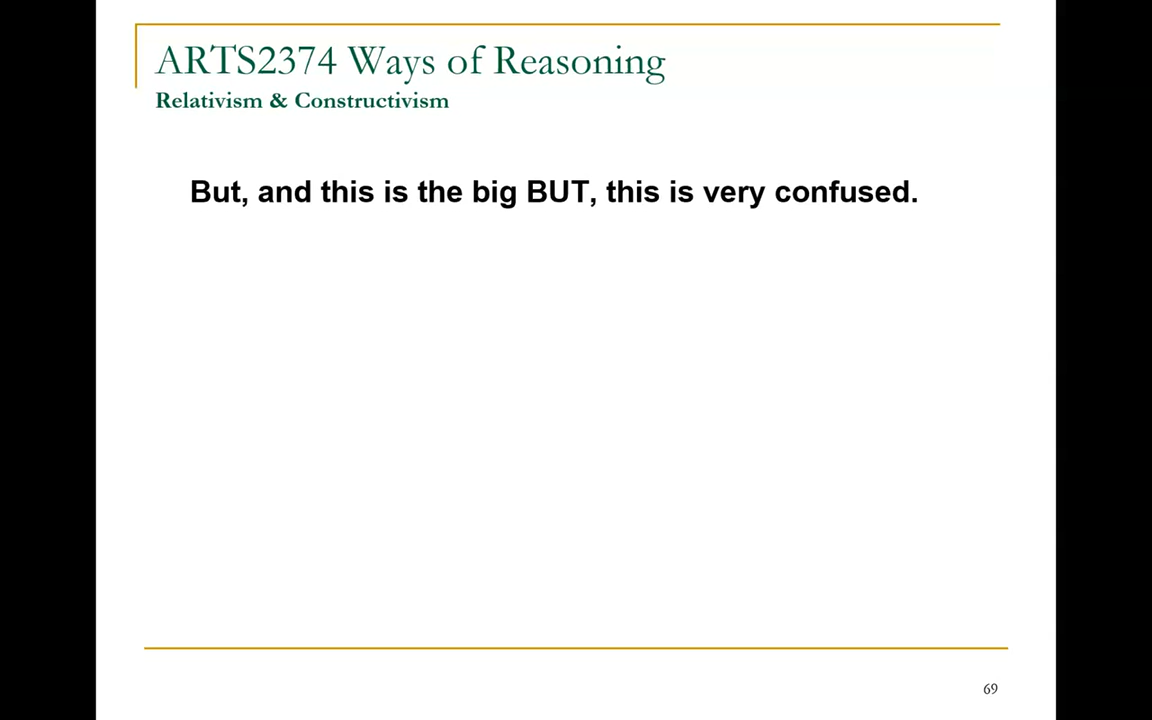 ARTS2374 Ways of Reasoning
Relativism & Constructivism
But, and this is the big BUT, this is very confused.
69